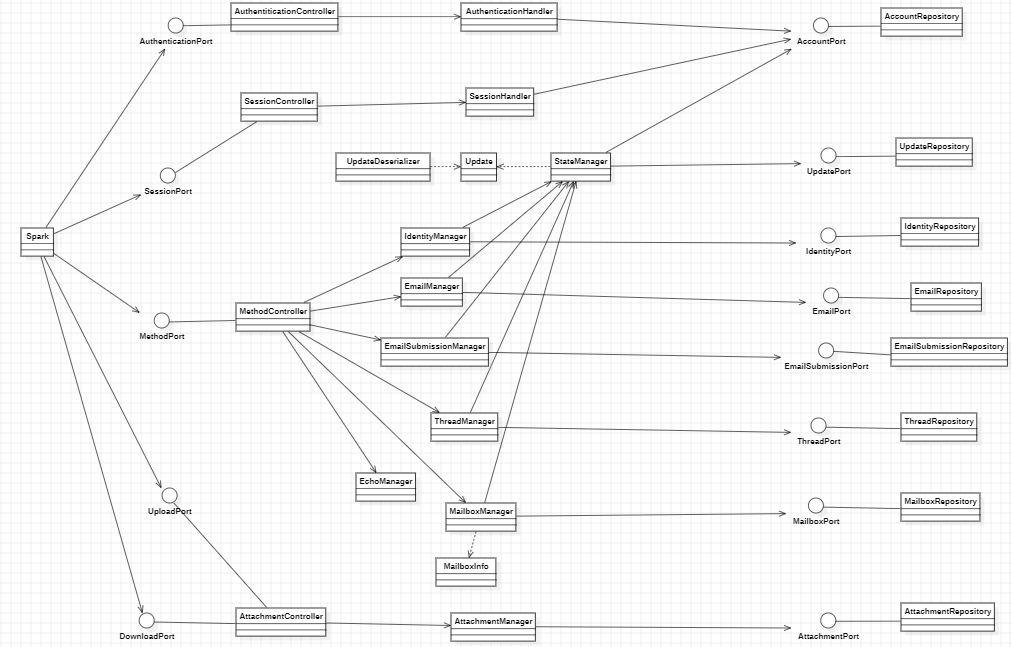 AuthentiticationController
AuthenticationHandler
AccountRepository
AuthenticationPort
AccountPort
SessionController
SessionHandler
UpdateDeserializer
Update
StateManager
UpdateRepository
UpdatePort
SessionPort
Spark
IdentityManager
IdentityRepository
IdentityPort
EmailManager
EmailRepository
EmailPort
MethodController
MethodPort
EmailSubmissionManager
EmailSubmissionRepository
EmailSubmissionPort
ThreadManager
ThreadRepository
ThreadPort
EchoManager
UploadPort
MailboxManager
MailboxRepository
MailboxPort
MailboxInfo
AttachmentController
AttachmentManager
AttachmentRepository
DownloadPort
AttachmentPort